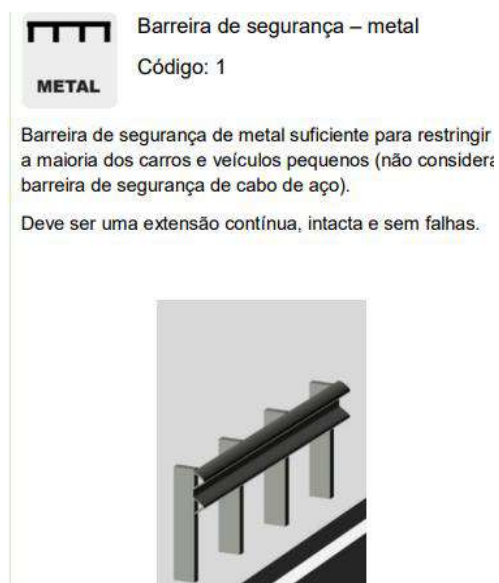 Barreira de segurança – metal
Código: 1
METAL
Barreira de segurança de metal suficiente para restringir
a maioria dos carros e veículos pequenos (não considera
barreira de segurança de cabo de aço).
Deve ser uma extensão contínua, intacta e sem falhas.